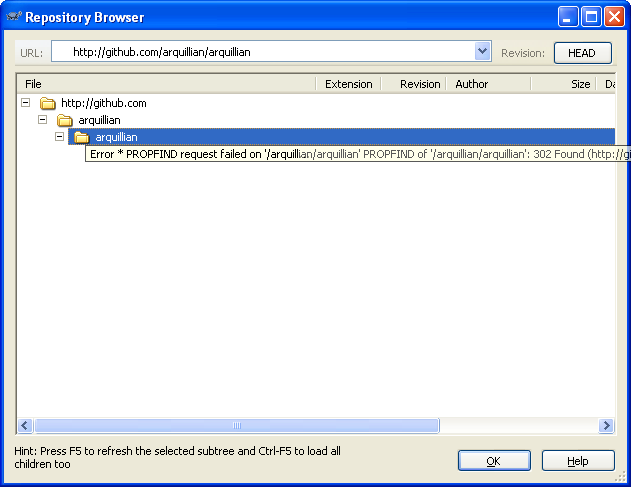 Repository Browser
URL: http://github.com/arquillian/arquillian Revision: HEAD
File Extension Revision Author Size Da
http://github.com
arquillian
arquillian
Error * PROPFIND request failed on '/arquillian/arquillian' PROPFIND of '/arquillian/arquillian': 302 Found (http://gi
Hint: Press F5 to refresh the selected subtree and Ctrl-F5 to load all
children too
OK Help